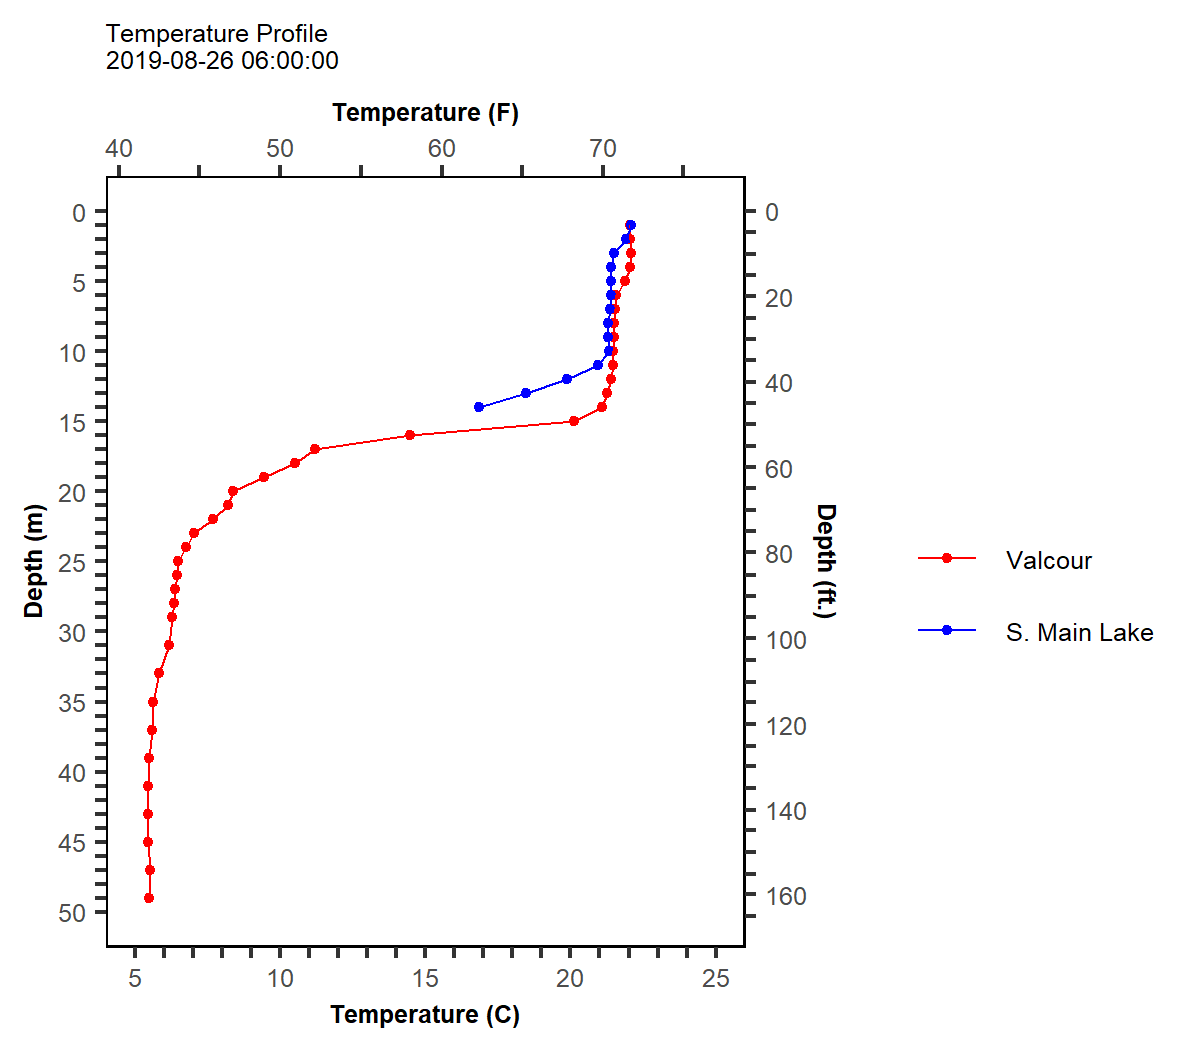 Temperature Profile
2019-08-26 06:00:00
Temperature (F)
40 50 60 70
0
5
10
15
20
25
30
35
40
45
50
Depth (m)
0
20
40
60
80
100
120
140
160
Depth (ft.)
Valcour
S. Main Lake
5 10 15 20 25
Temperature (C)